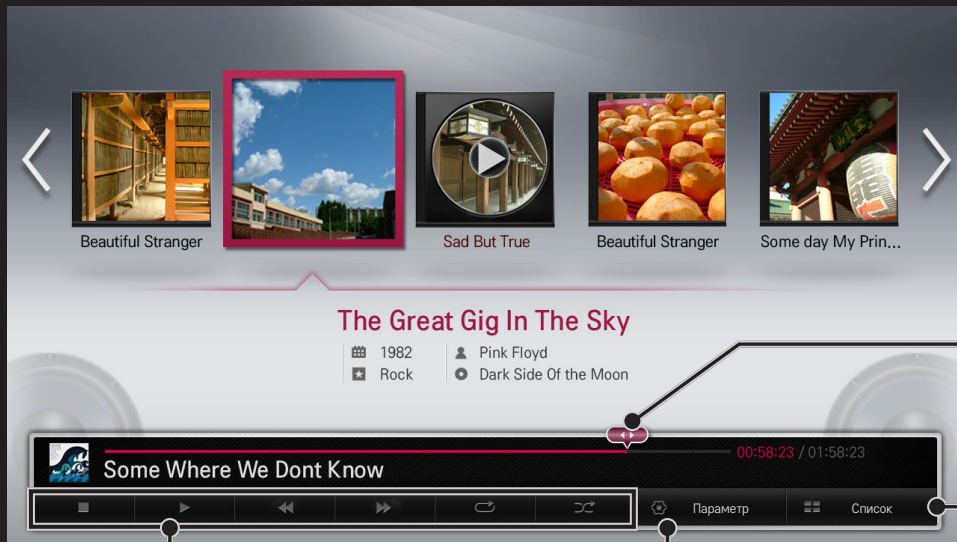 Beautiful Stranger
Sad But True
Beautiful Stranger
Some day My Prin...
The Great Gig In The Sky
1982
Pink Floyd
Rock
Dark Side Of the Moon
00:58:23 / 01:58:23
Some Where We Dont Know
Параметр
Список